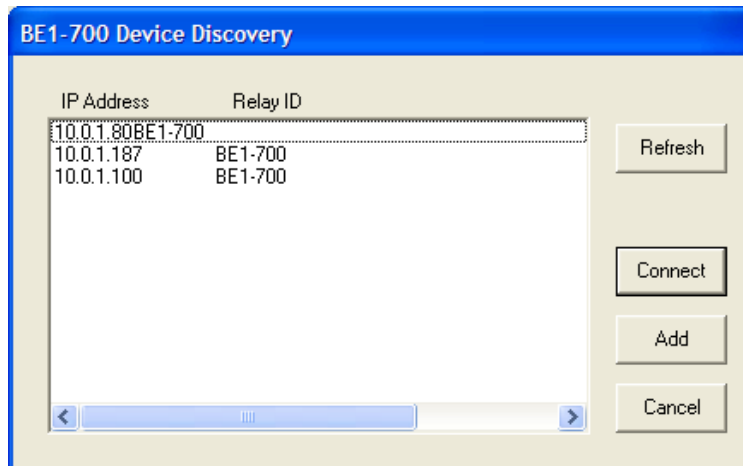 BE1-700 Device Discovery
IP Address Relay ID
10.0.1.80BE1-700
10.0.1.187 BE1-700
10.0.1.100 BE1-700
Refresh
Connect
Add
Cancel